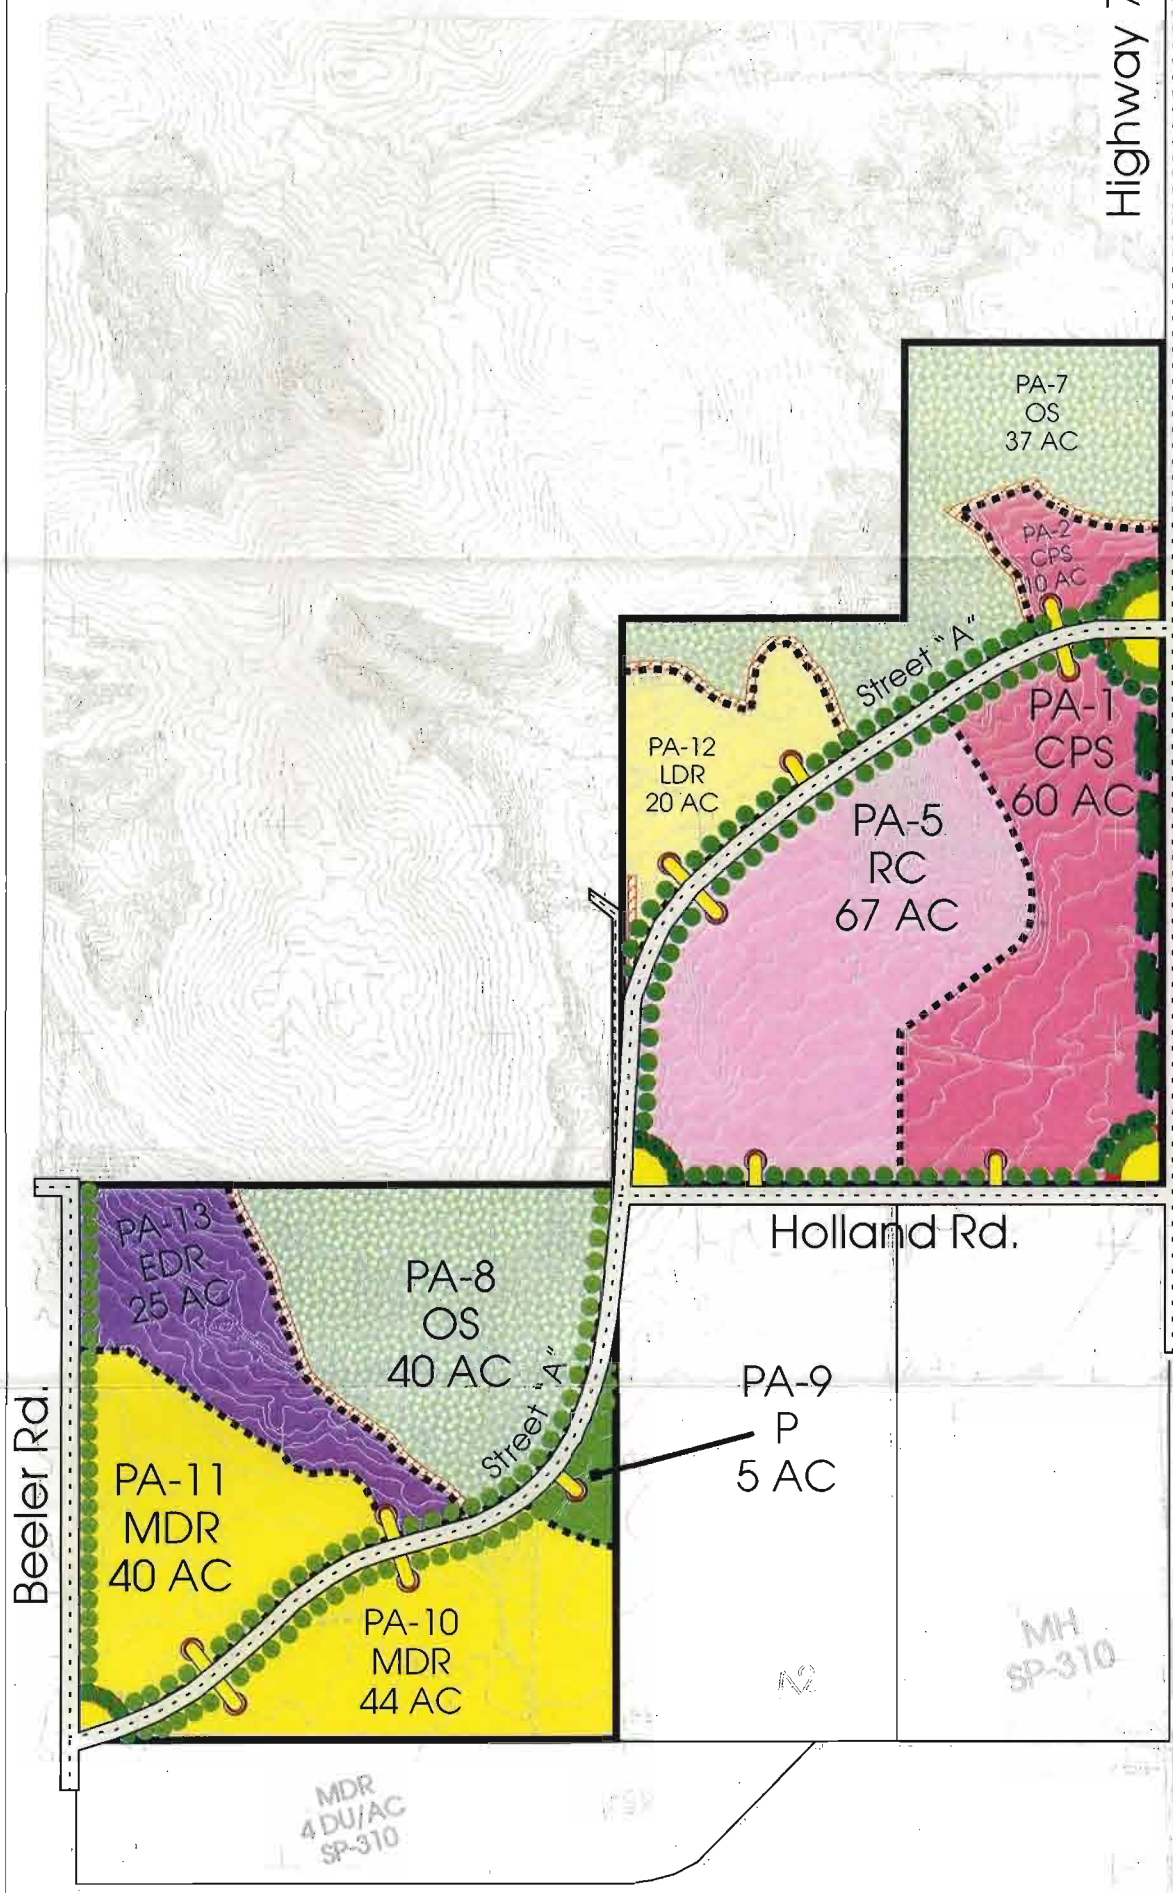 Highway 7
PA-7
OS
37 AC
PA-2
CPS
10 AC
Street "A"
PA-1
CPS
60 AC
PA-12
LDR
20 AC
PA-5
RC
67 AC
Holland Rd.
PA-13
EDR
25 AC
PA-8
OS
40 AC
Street "A"
PA-9
P
5 AC
Beeler Rd.
PA-11
MDR
40 AC
PA-10
MDR
44 AC
MH
SP-310
MDR
4 DU/AC
SP-310